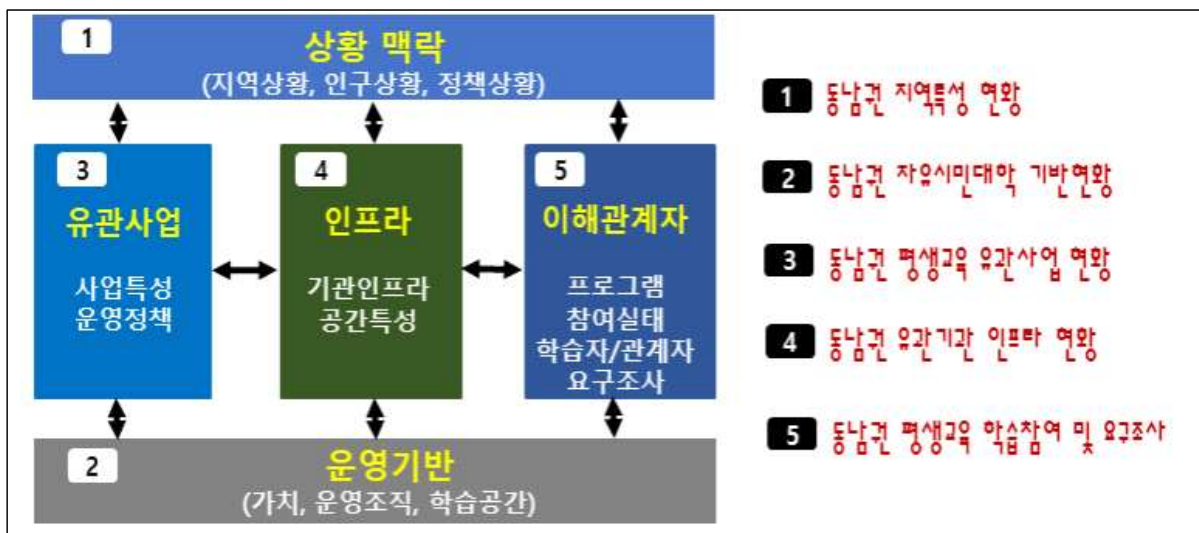 1
상황 맥락
(지역상황, 인구상황, 정책상황)
3
유관사업
사업특성
운영정책
4
인프라
기관인프라
공간특성
5
이해관계자
프로그램
참여실태
학습자/관계자
요구조사
2
운영기반
(가치, 운영조직, 학습공간)
1 동남권 지역특성 현황
2 동남권 자유시민대학 기반현황
3 동남권 평생교육 유관사업 현황
4 동남권 유관기관 인프라 현황
5 동남권 평생교육 학습참여 및 요구조사